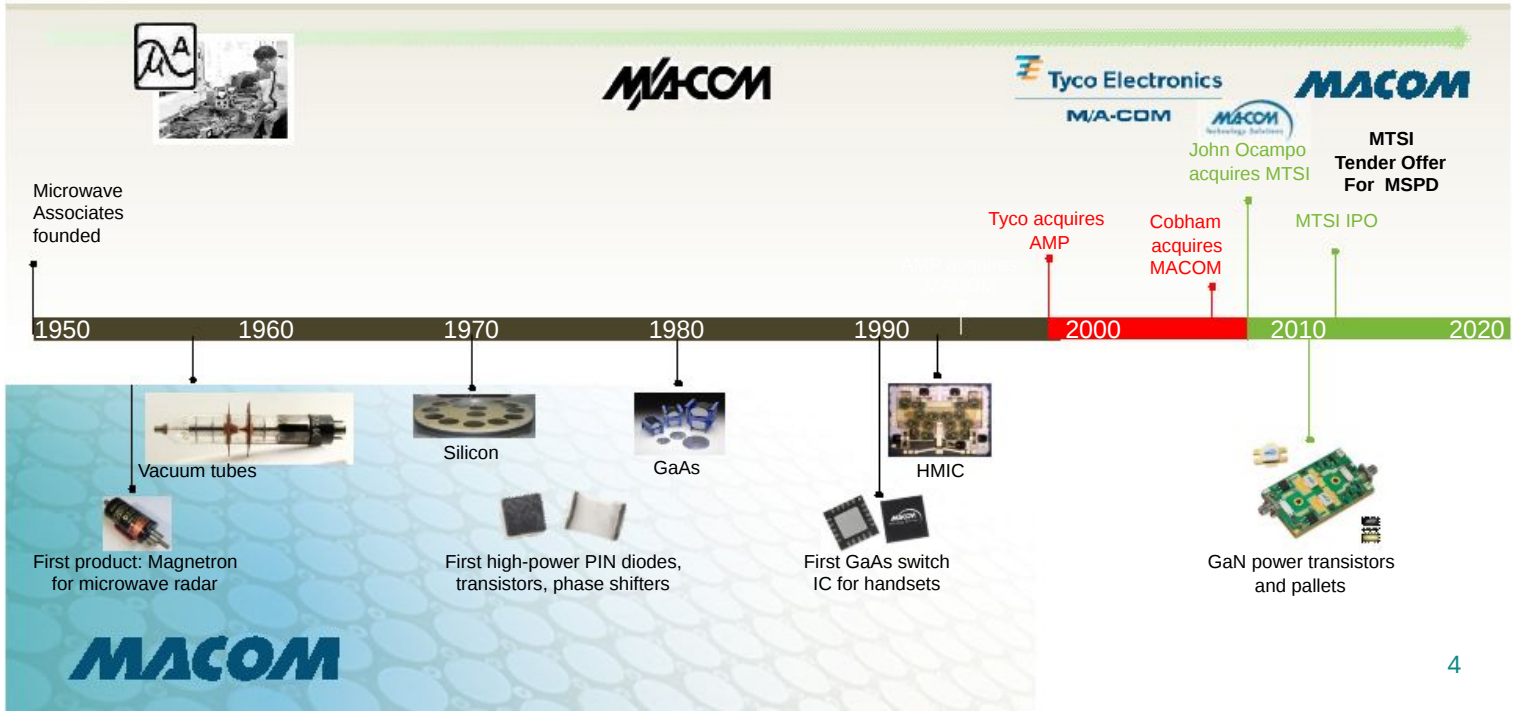 M/A-COM
Tyco Electronics
M/A-COM
MACOM
Technology Solutions
MACOM
John Ocampo
acquires MTSI
MTSI
Tender Offer
For MSPD
Microwave
Associates
founded
Tyco acquires
AMP
Cobham
acquires
MACOM
MTSI IPO
1950 1960 1970 1980 1990 2000 2010 2020
Vacuum tubes
Silicon
GaAs
HMIC
MACOM
First product: Magnetron
for microwave radar
First high-power PIN diodes,
transistors, phase shifters
First GaAs switch
IC for handsets
GaN power transistors
and pallets
MACOM
4